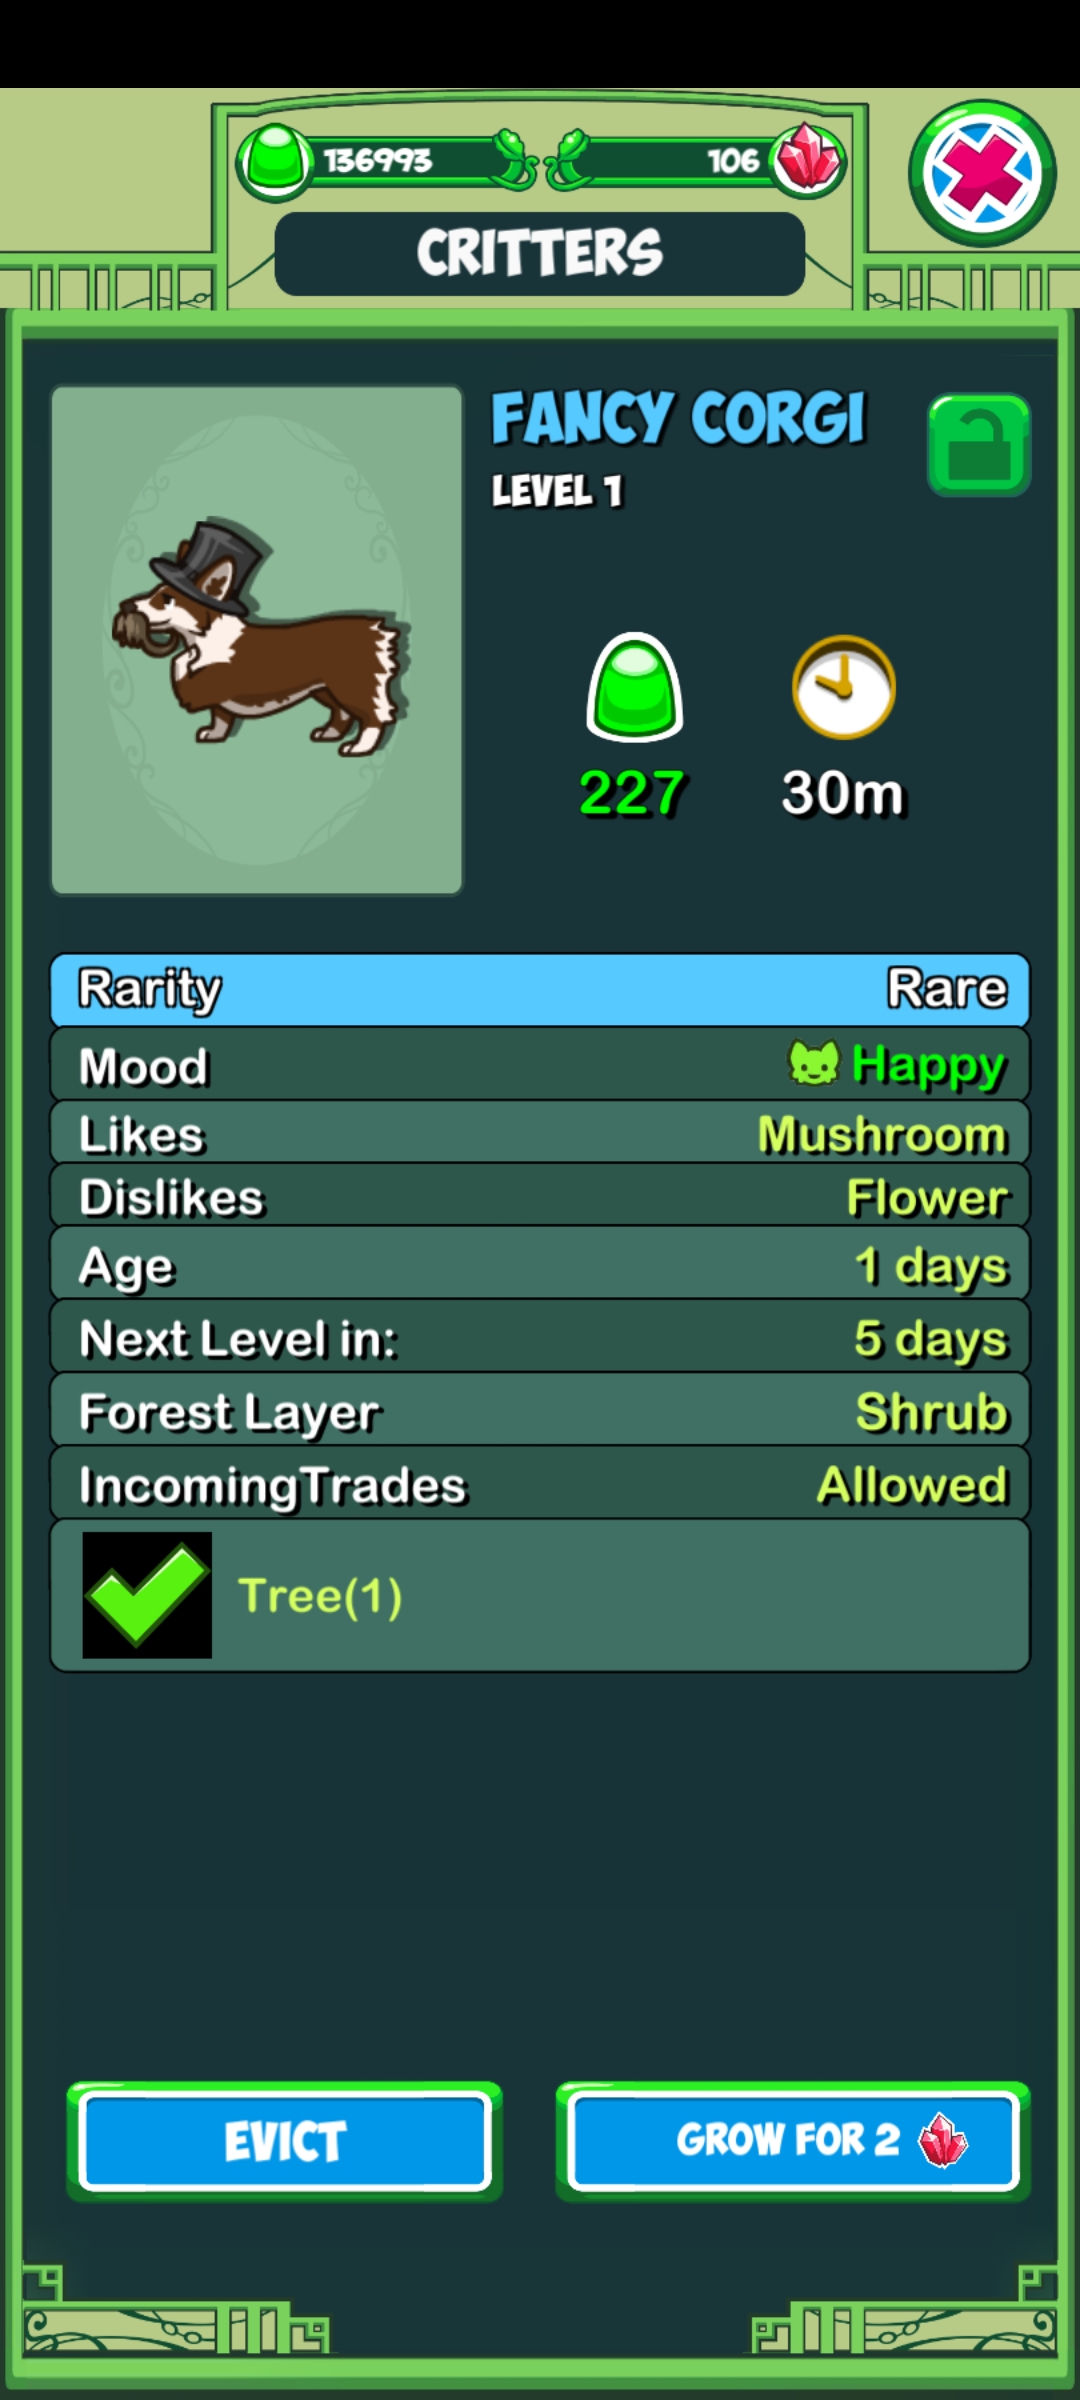 136993 106
CRITTERS
FANCY CORGI
LEVEL 1
227 30m
Rarity Rare
Mood Happy
Likes Mushroom
Dislikes Flower
Age 1 days
Next Level in: 5 days
Forest Layer Shrub
IncomingTrades Allowed
Tree(1)
EVICT GROW FOR 2